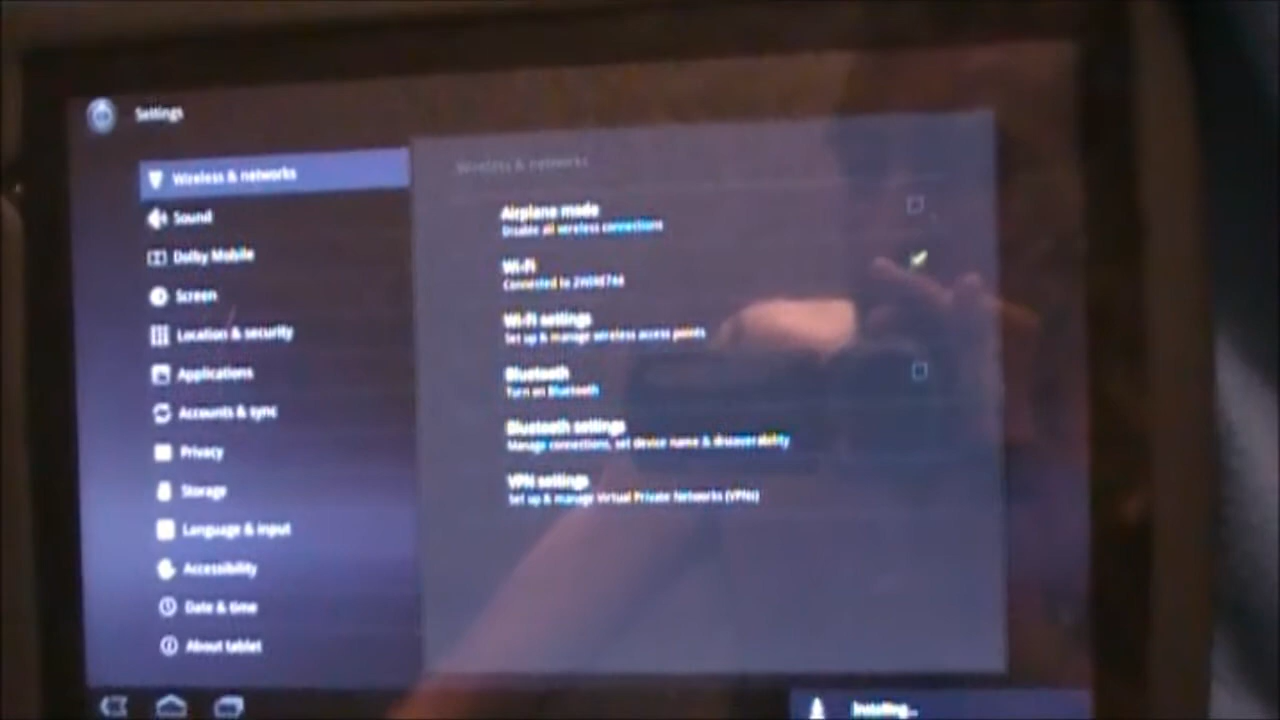 Settings
Wireless & networks
Sound
Dolby Mobile
Screen
Location & security
Applications
Accounts & sync
Privacy
Storage
Language & input
Accessibility
Date & time
About tablet
Wireless & networks
Airplane mode
Disable all wireless connections
Wi-Fi
Connected to
Wi-Fi settings
Set up & manage wireless access points
Bluetooth
Turn on Bluetooth
Bluetooth settings
Manage connections, set device name & discoverability
VPN settings
Set up & manage Virtual Private Networks (VPNs)
Installing...